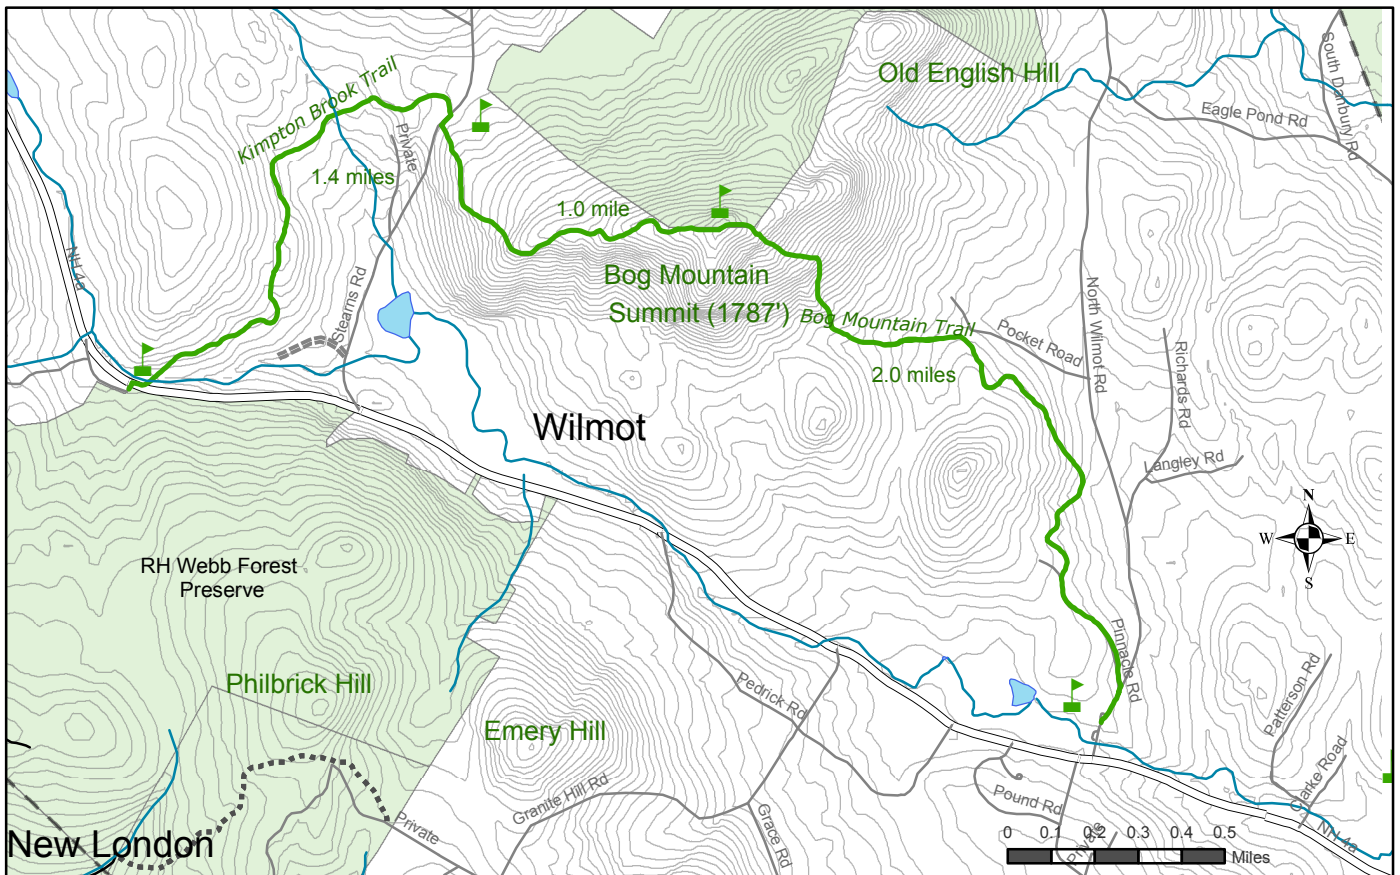 Old English Hill
South Danbury Rd
Eagle Pond Rd
Kimpton Brook Trail
Private
1.4 miles
1.0 mile
NH 4a
Stearns Rd
Bog Mountain
Summit (1787')
Bog Mountain Trail
Pocket Road
North Wilmot Rd
Richards Rd
2.0 miles
Wilmot
Langley Rd
N
W
E
S
RH Webb Forest
Preserve
Pinnacle Rd
Philbrick Hill
Pedrick Rd
Patterson Rd
Emery Hill
Granite Hill Rd
Clarke Road
Pound Rd
Grace Rd
Private
Private
NH 4a
New London
0 0.1 0.2 0.3 0.4 0.5
Miles